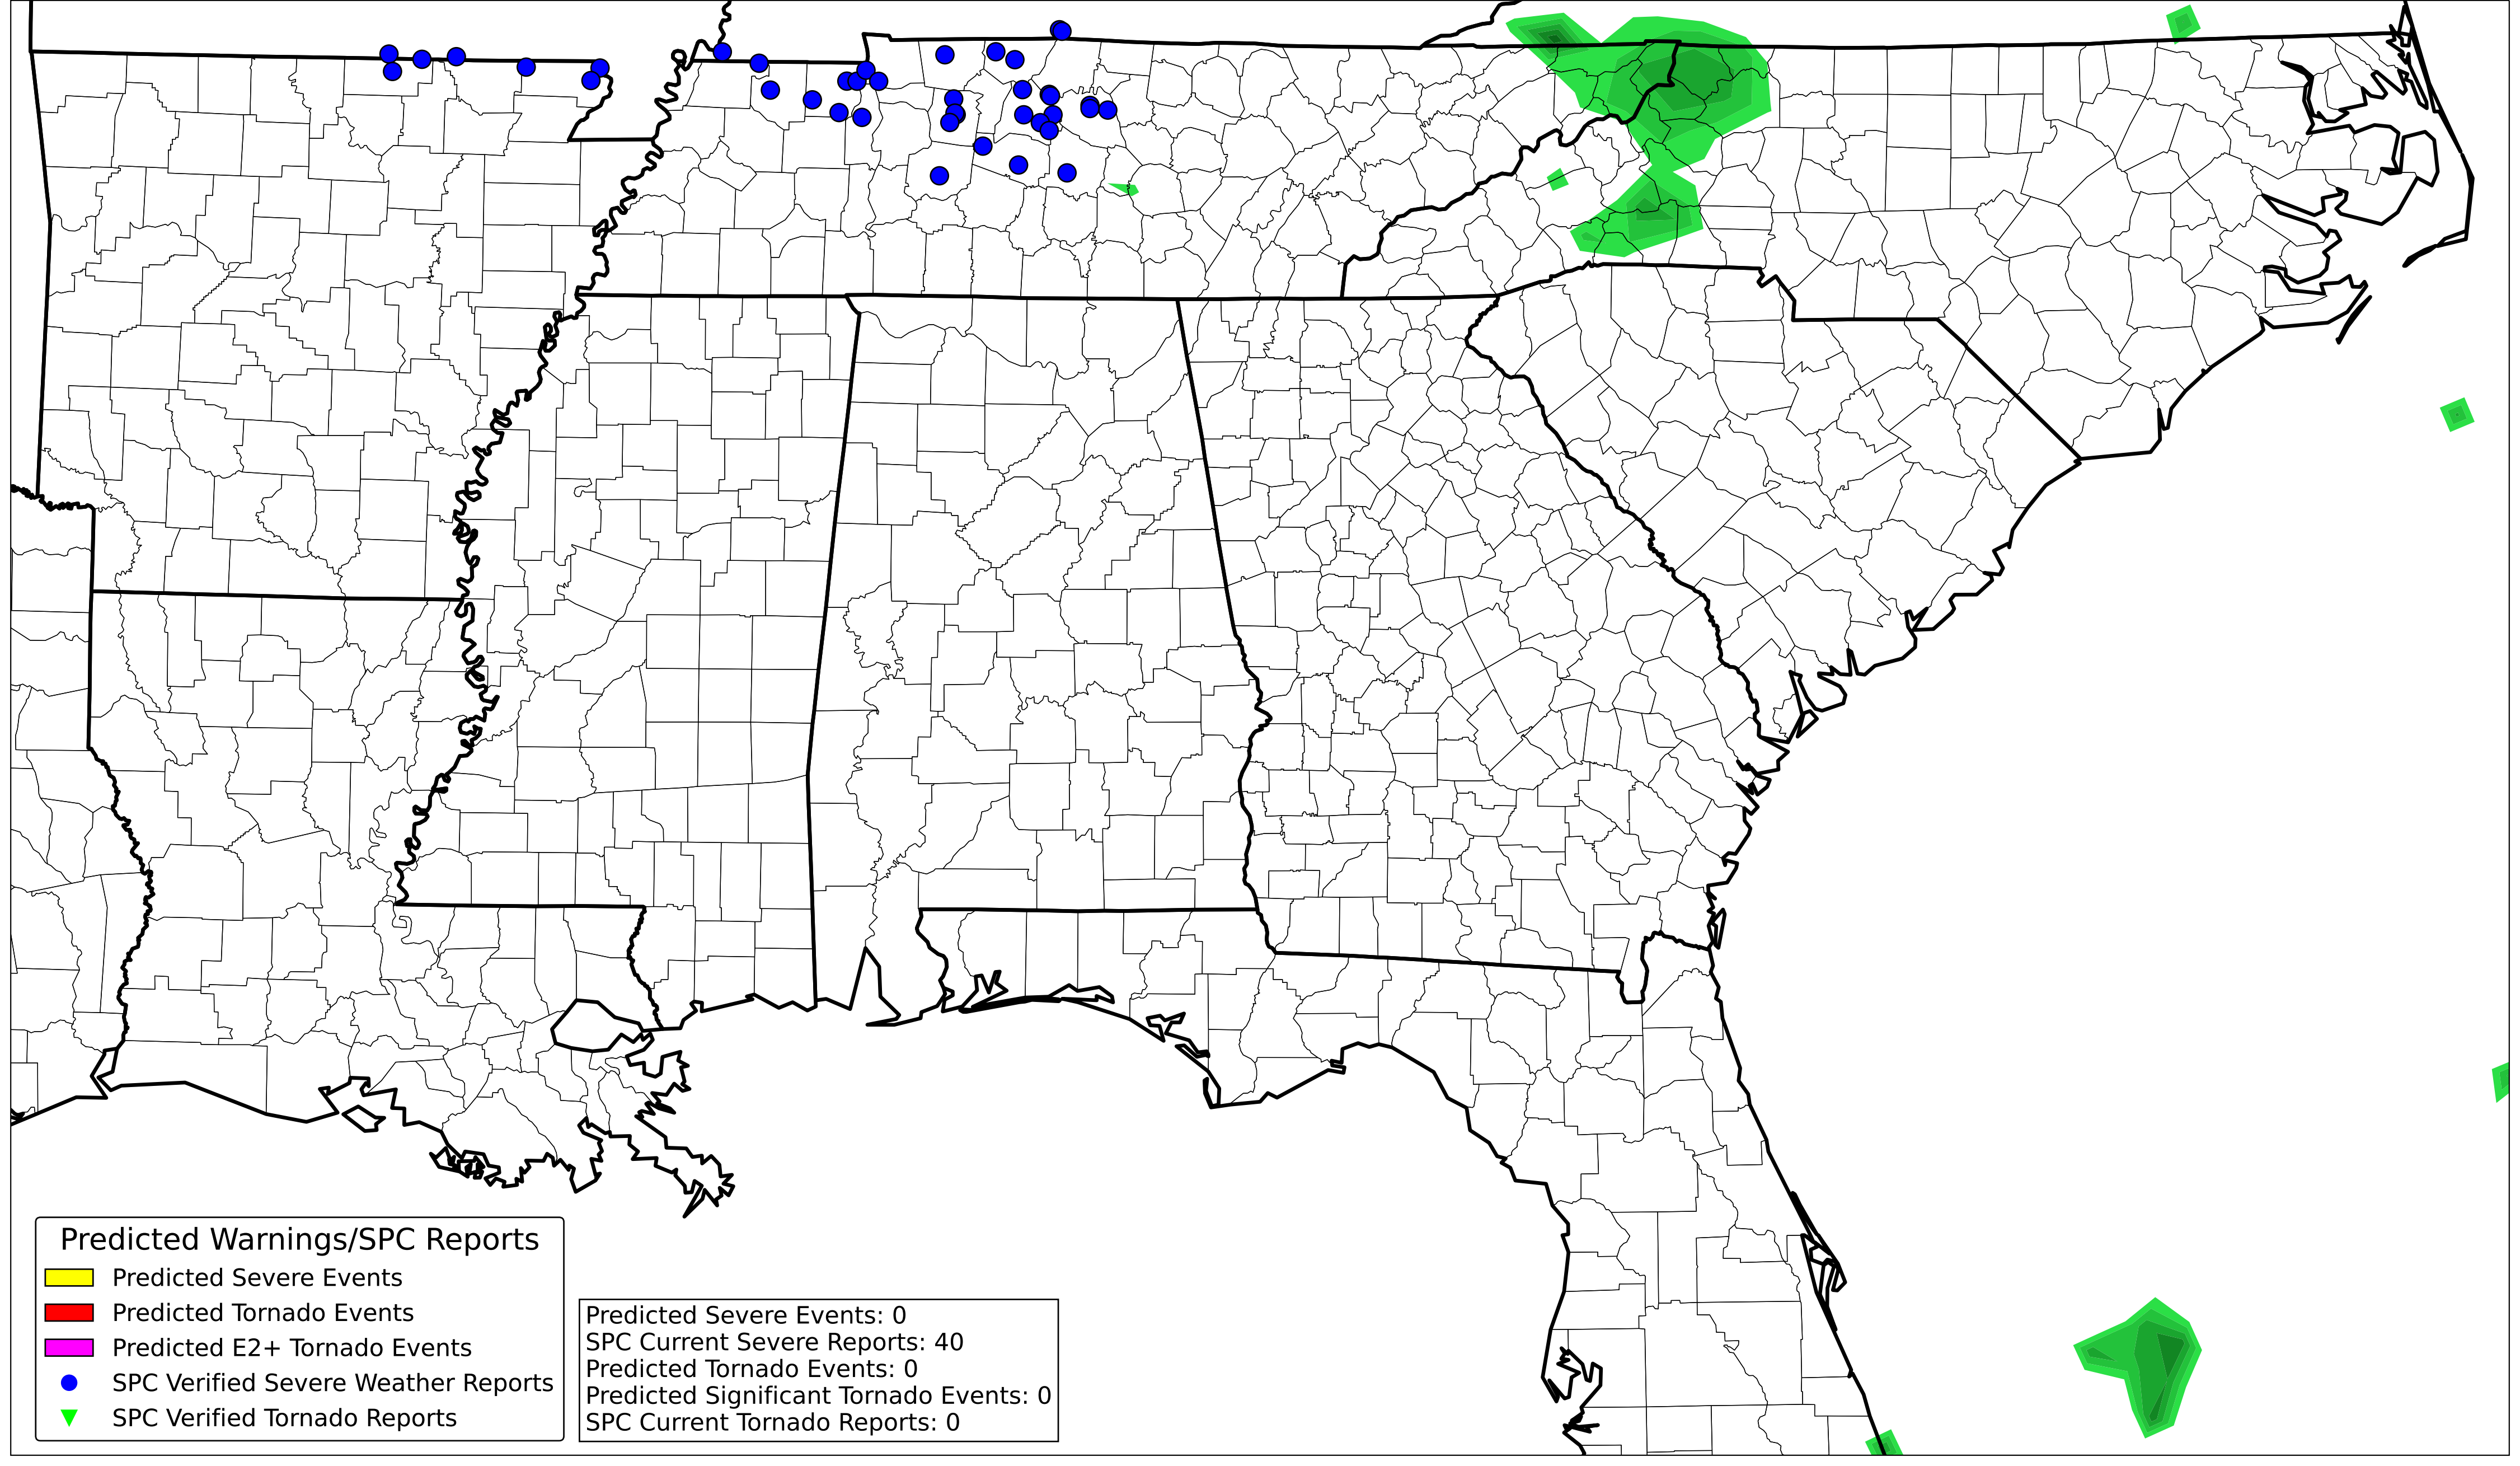 Predicted Warnings/SPC Reports
Predicted Severe Events
Predicted Tornado Events
Predicted E2+ Tornado Events
SPC Verified Severe Weather Reports
SPC Verified Tornado Reports
Predicted Severe Events: 0
SPC Current Severe Reports: 40
Predicted Tornado Events: 0
Predicted Significant Tornado Events: 0
SPC Current Tornado Reports: 0